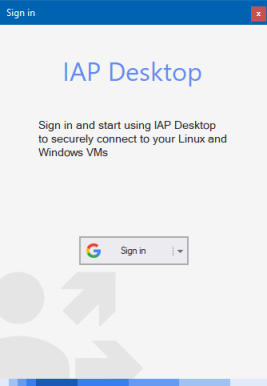 Sign in
IAP Desktop
Sign in and start using IAP Desktop
to securely connect to your Linux and
Windows VMs
Sign in